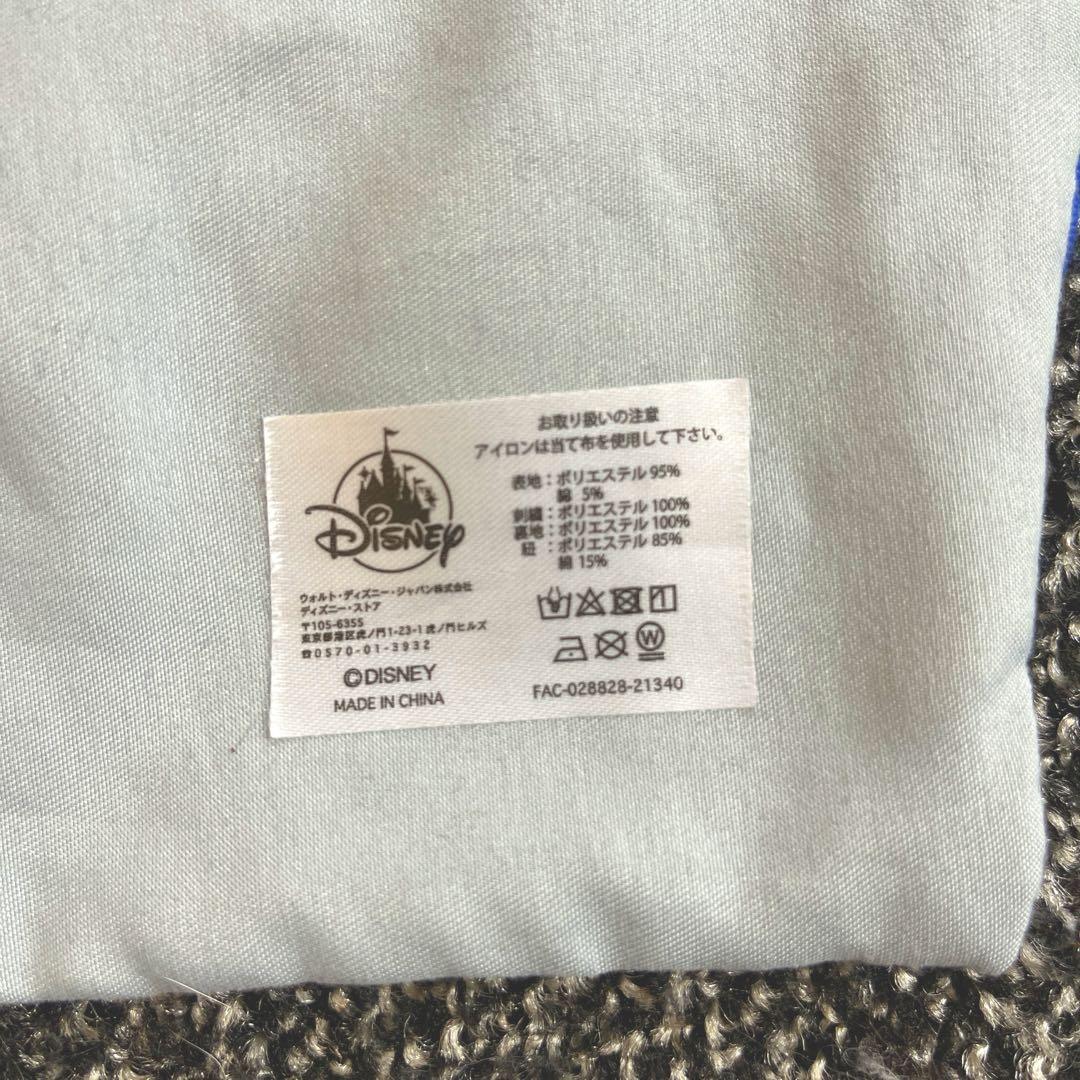 DISNEY
ウォルト・ディズニー・ジャパン株式会社
ディズニー・ストア
〒105-6355
東京都港区虎ノ門1-23-1 虎ノ門ヒルズ
☎0570-01-3932
©DISNEY
MADE IN CHINA
お取り扱いの注意
アイロンは当て布を使用して下さい。
表地：ポリエステル 95%
綿 5%
刺繍：ポリエステル 100%
裏地：ポリエステル 100%
紐：ポリエステル 85%
綿 15%
W
FAC-028828-21340